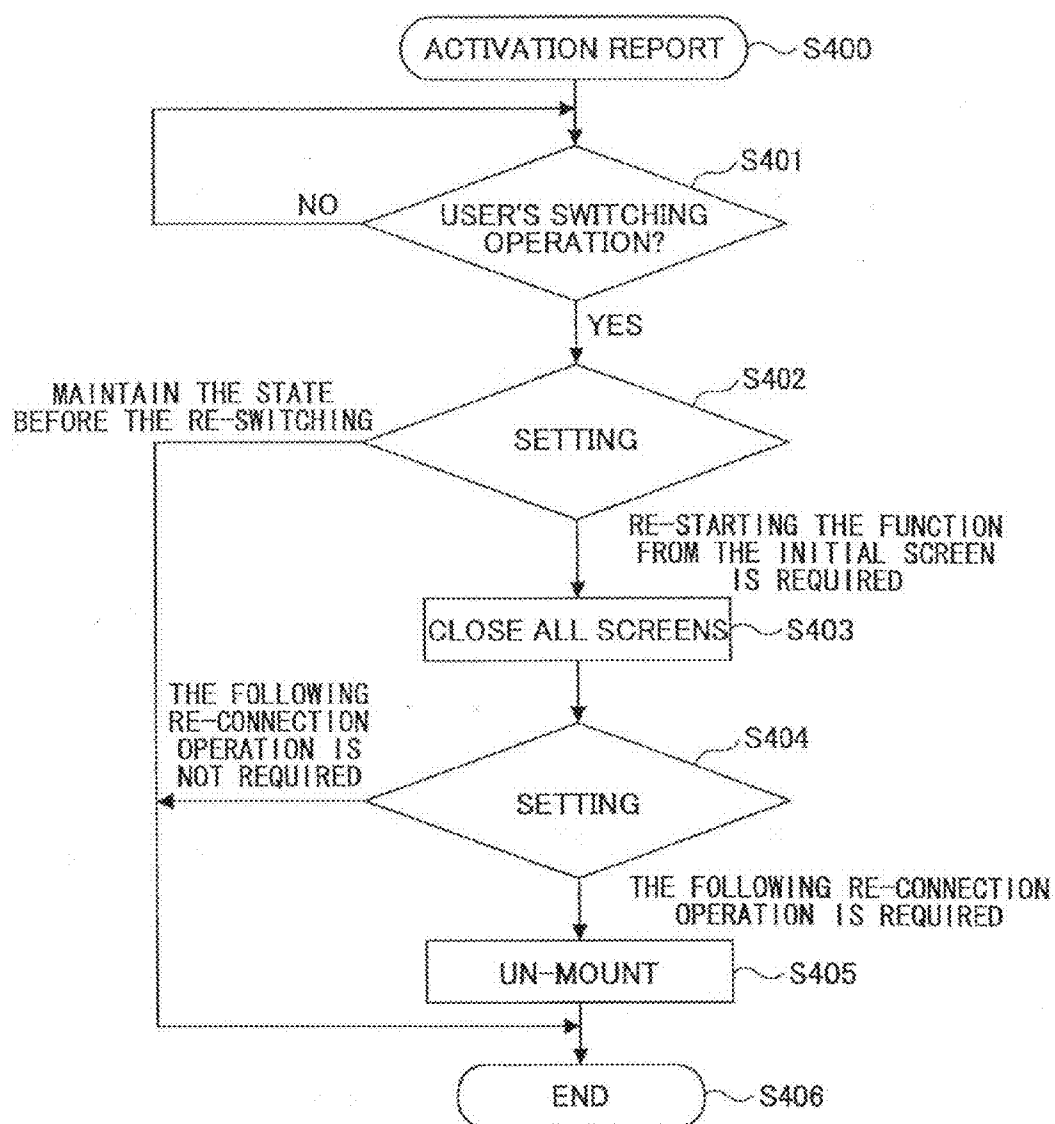 ACTIVATION REPORT
S400
S401
NO
USER'S SWITCHING
OPERATION?
YES
MAINTAIN THE STATE
BEFORE THE RE-SWITCHING
S402
SETTING
RE-STARTING THE FUNCTION
FROM THE INITIAL SCREEN
IS REQUIRED
CLOSE ALL SCREENS
S403
THE FOLLOWING
RE-CONNECTION
OPERATION IS
NOT REQUIRED
S404
SETTING
THE FOLLOWING RE-CONNECTION
OPERATION IS REQUIRED
UN-MOUNT
S405
END
S406